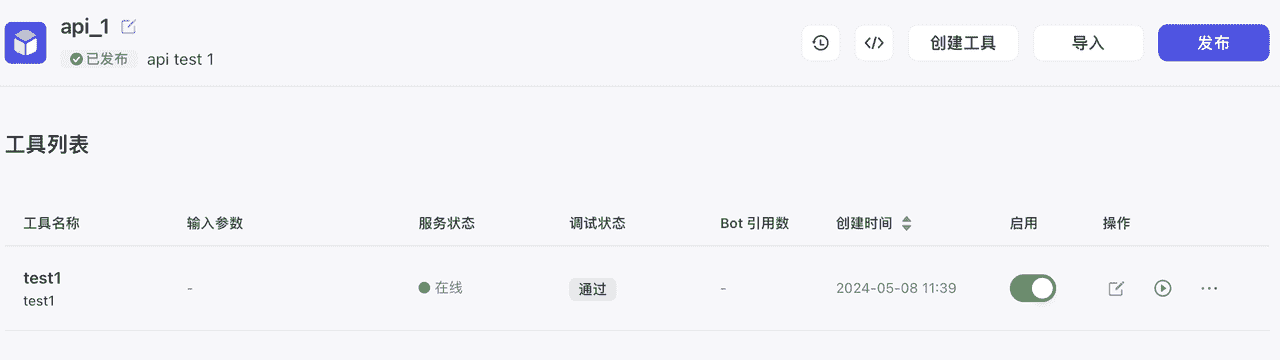 api_1
已发布 api test 1
创建工具 导入 发布
工具列表
工具名称 输入参数 服务状态 调试状态 Bot 引用数 创建时间 启用 操作
test1
test1
- 在线 通过 - 2024-05-08 11:39